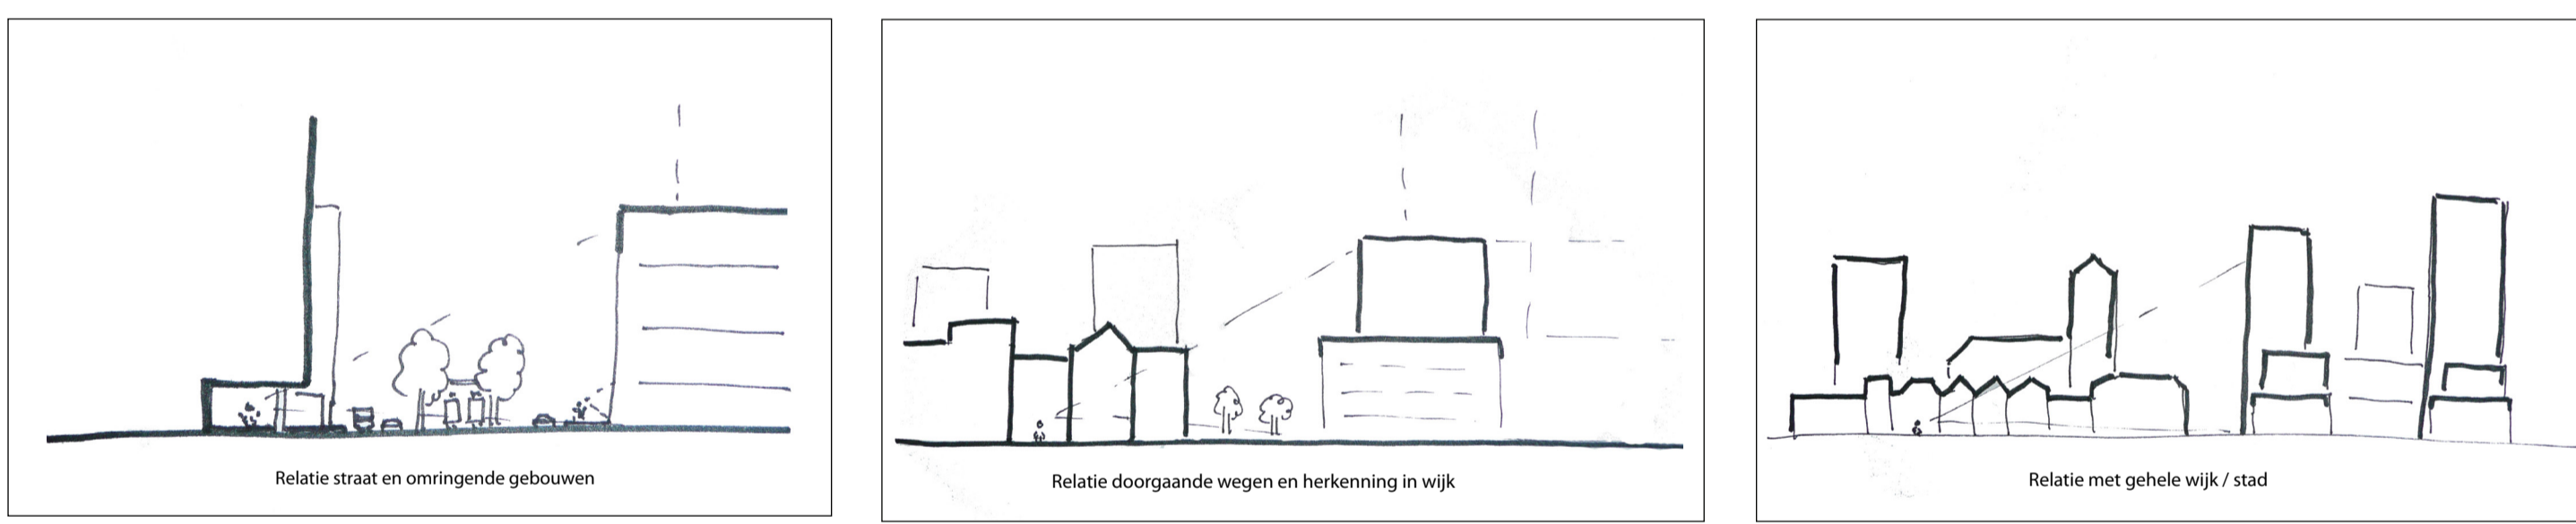 Relatie straat en omringende gebouwen
Relatie doorgaande wegen en herkenning in wijk
Relatie met gehele wijk / stad